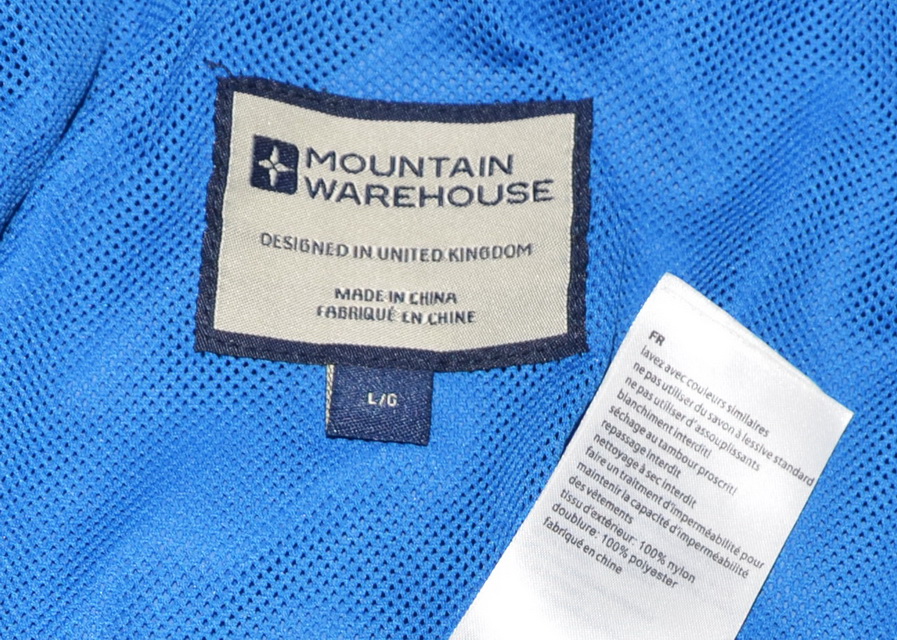 MOUNTAIN
WAREHOUSE
DESIGNED IN UNITED KINGDOM
MADE IN CHINA
FABRIQUÉ EN CHINE
L/G
FR
lavez avec couleurs similaires
ne pas utiliser du savon à lessive standard
ne pas utiliser d'assouplissants
blanchiment interdit!
séchage au tambour proscrit!
repassage interdit
nettoyage à sec interdit
faire un traitment d'imperméabilité pour
maintenir la capacité d'imperméabilité
des vêtements
tissu d'extérieur: 100% nylon
doublure: 100% polyester
fabriqué en chine